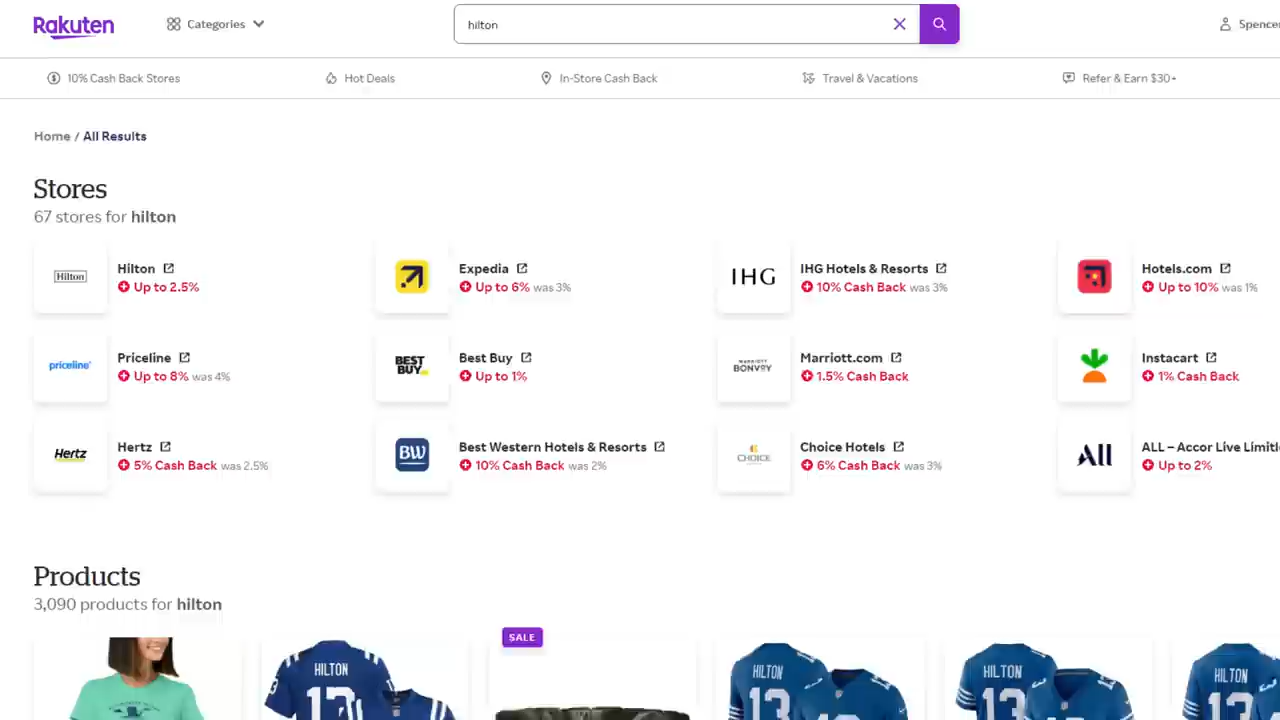 Rakuten
Categories
hilton
Spencer
10% Cash Back Stores
Hot Deals
In-Store Cash Back
Travel & Vacations
Refer & Earn $30+
Home / All Results
Stores
67 stores for hilton
Hilton
Hilton
Up to 2.5%
Expedia
Up to 6% was 3%
IHG
IHG Hotels & Resorts
10% Cash Back was 3%
Hotels.com
Up to 10% was 1%
priceline
Priceline
Up to 8% was 4%
BEST BUY
Best Buy
Up to 1%
MARRIOTT
BONVOY
Marriott.com
1.5% Cash Back
Instacart
1% Cash Back
Hertz
Hertz
5% Cash Back was 2.5%
BW
Best Western Hotels & Resorts
10% Cash Back was 2%
CHOICE
Choice Hotels
6% Cash Back was 3%
All
ALL – Accor Live Limitl
Up to 2%
Products
3,090 products for hilton
SALE
HILTON
13
HILTON
13
HILTON
13
HILTON
13